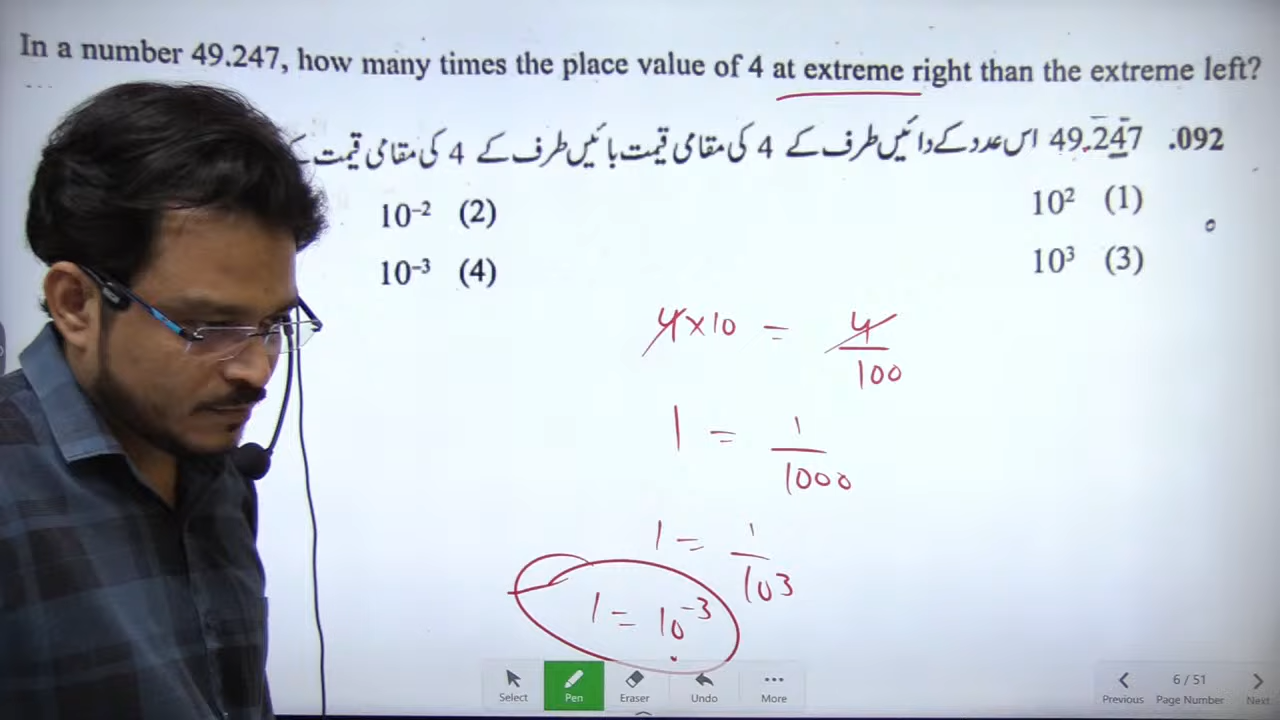 In a number 49.247, how many times the place value of 4 at extreme right than the extreme left?
.092 49.247 اس عدد کے دائیں طرف کے 4 کی مقامی قیمت بائیں طرف کے 4 کی مقامی قیمت کے
(1) 10² (2) 10⁻²
(3) 10³ (4) 10⁻³
4×10 = 4/100
1 = 1/1000
1 = 1/10³
1 = 10⁻³
Select Pen Eraser Undo More Previous 6 / 51 Page Number Next